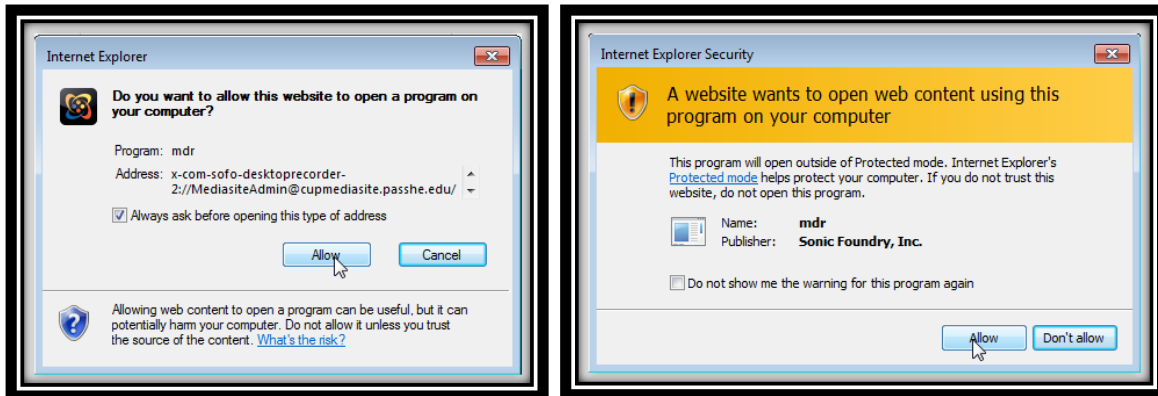 Internet Explorer
Do you want to allow this website to open a program on
your computer?
Program: mdr
Address: x-com-sofo-desktoprecorder-
2://MediasiteAdmin@cupmediasite.passhe.edu/
Always ask before opening this type of address
Allow Cancel
Allowing web content to open a program can be useful, but it can
potentially harm your computer. Do not allow it unless you trust
the source of the content. What's the risk?
Internet Explorer Security
A website wants to open web content using this
program on your computer
This program will open outside of Protected mode. Internet Explorer's
Protected mode helps protect your computer. If you do not trust this
website, do not open this program.
Name: mdr
Publisher: Sonic Foundry, Inc.
Do not show me the warning for this program again
Allow Don't allow